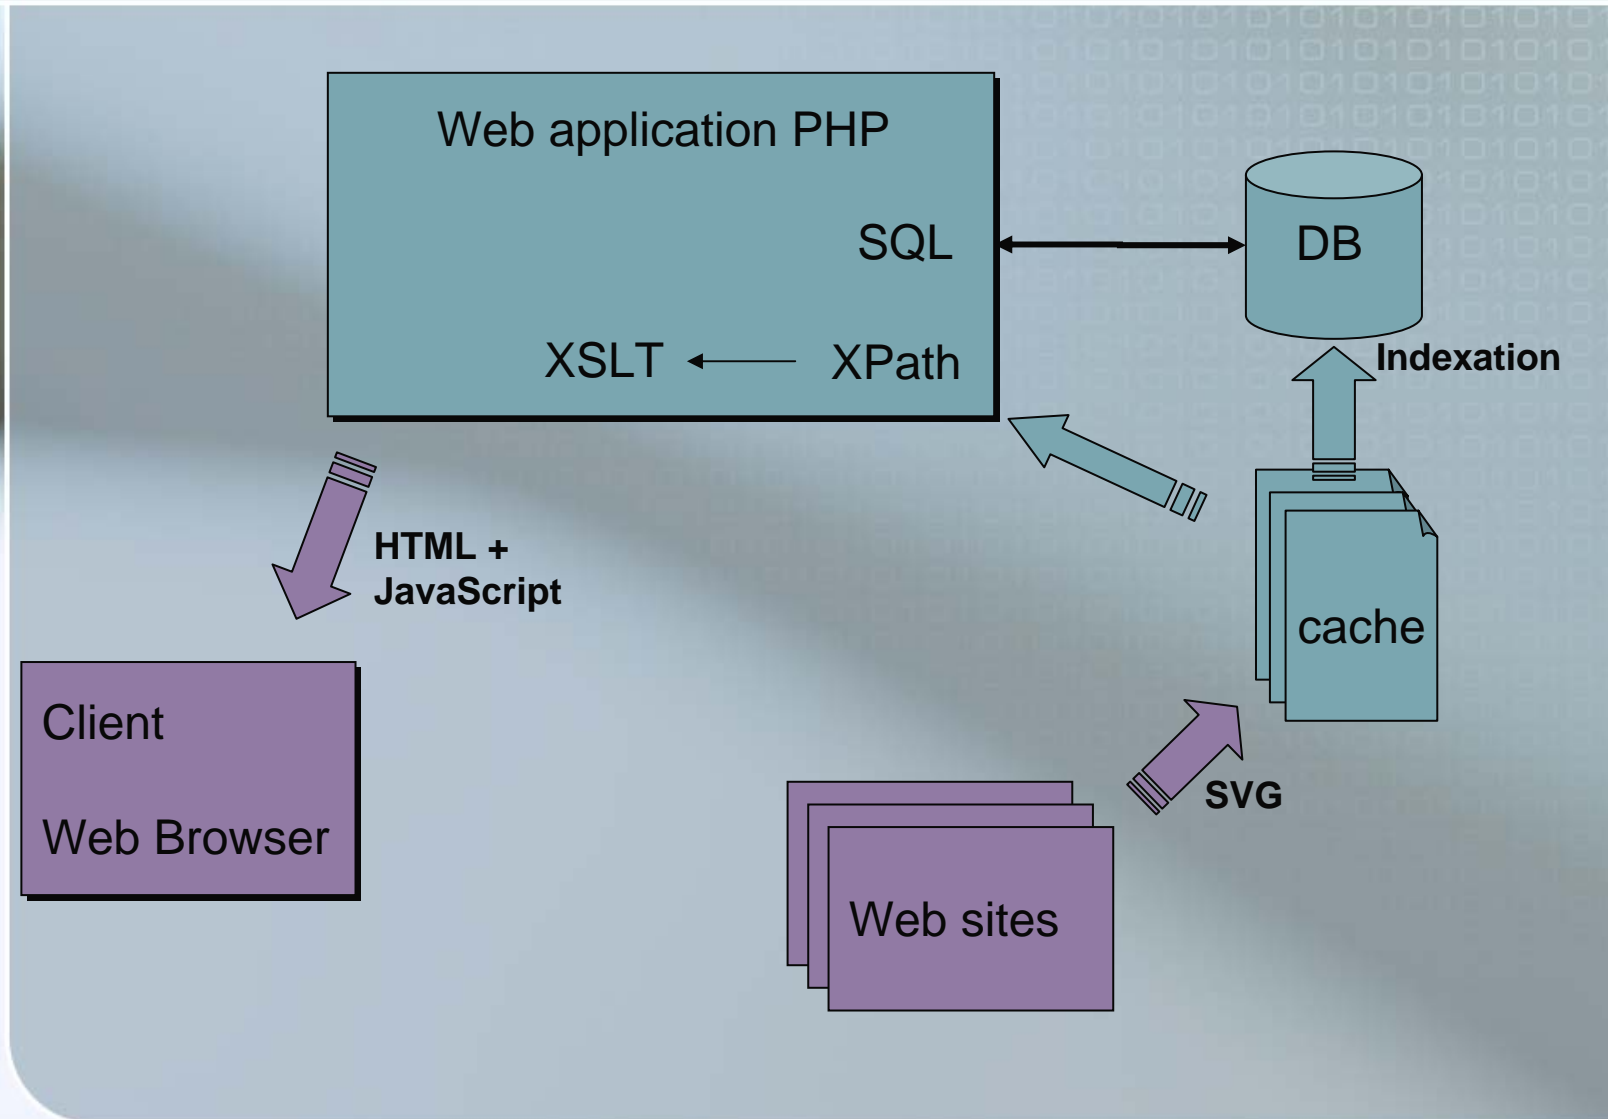 Web application PHP
SQL
DB
XSLT
XPath
Indexation
HTML +
JavaScript
cache
Client
SVG
Web Browser
Web sites